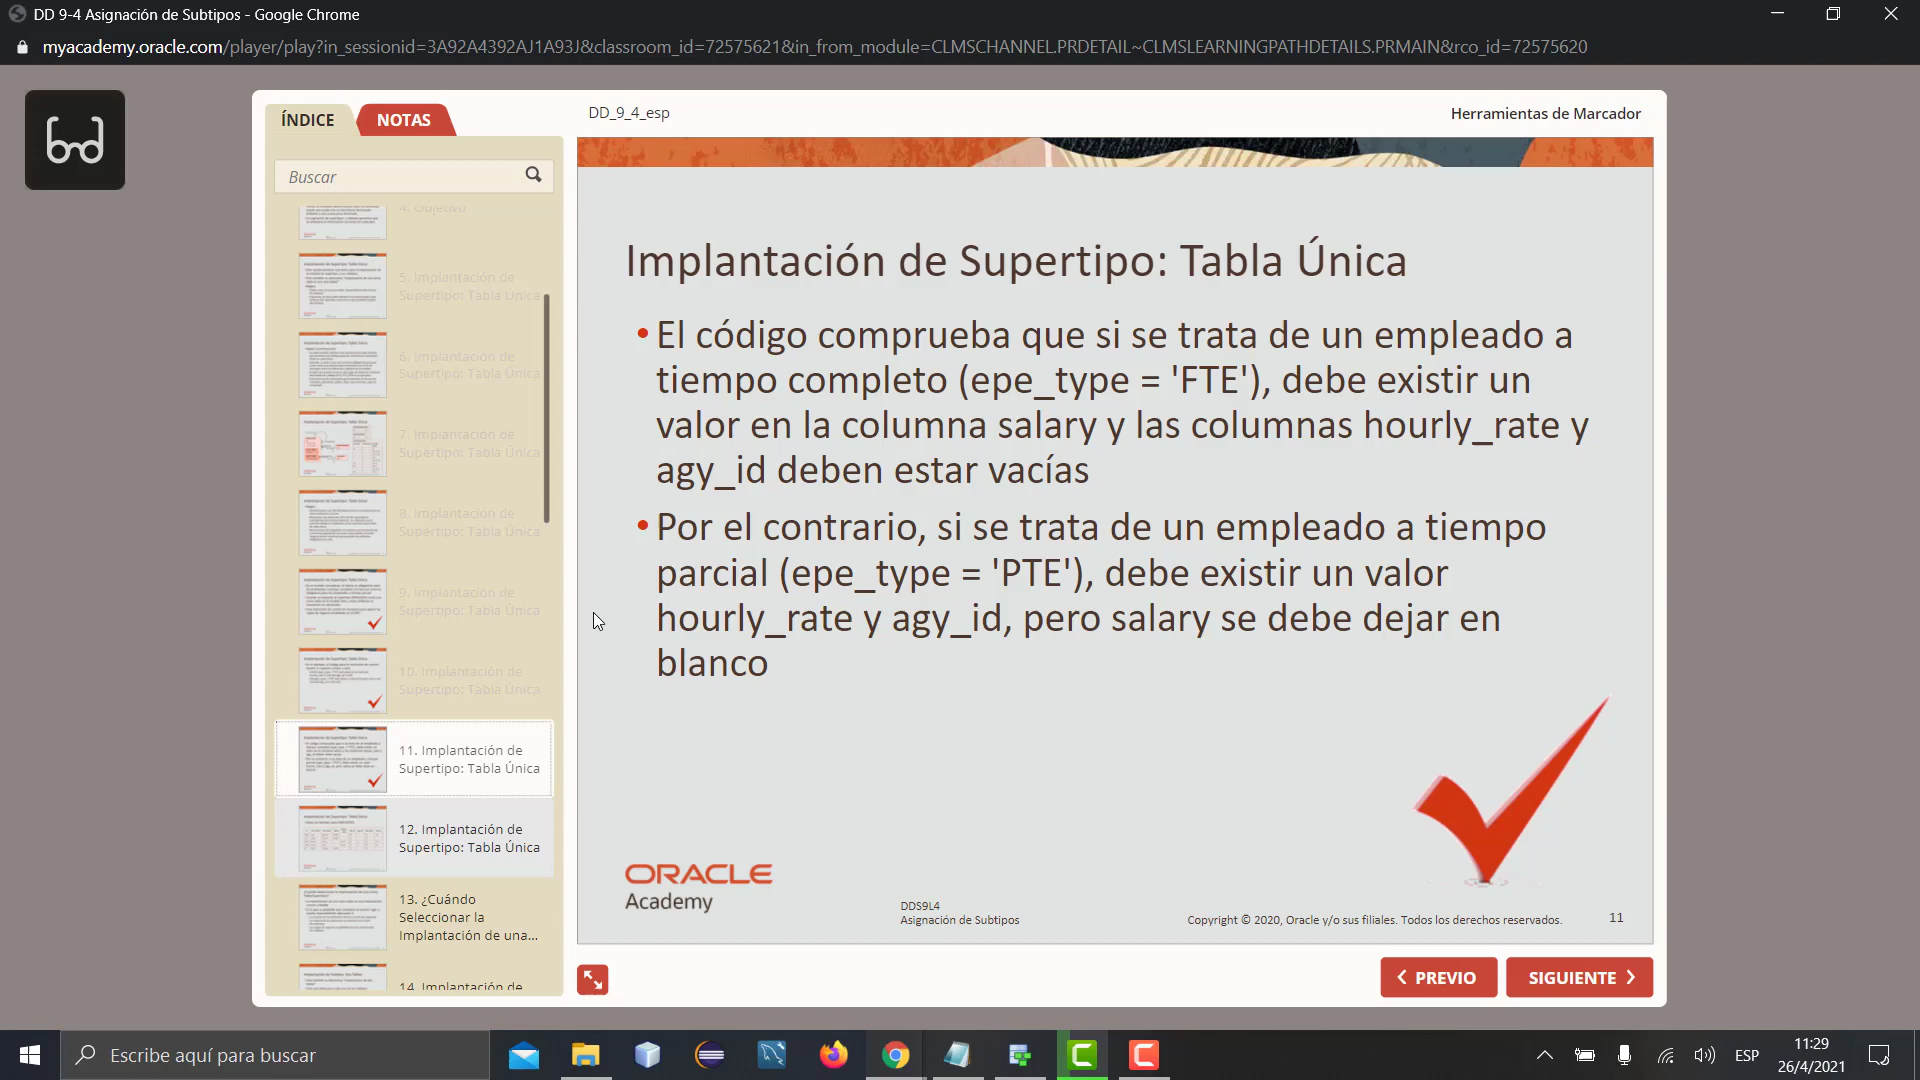 DD 9-4 Asignación de Subtipos - Google Chrome
myacademy.oracle.com/player/play?in_sessionid=3A92A4392AJ1A93J&classroom_id=72575621&in_from_module=CLMSCHANNEL.PRDETAIL~CLMSLEARNINGPATHDETAILS.PRMAIN&rco_id=72575620
ÍNDICE
NOTAS
DD_9_4_esp
Herramientas de Marcador
Buscar
4. Objetivo
5. Implantación de
Supertipo: Tabla Única
6. Implantación de
Supertipo: Tabla Única
7. Implantación de
Supertipo: Tabla Única
8. Implantación de
Supertipo: Tabla Única
9. Implantación de
Supertipo: Tabla Única
10. Implantación de
Supertipo: Tabla Única
11. Implantación de
Supertipo: Tabla Única
12. Implantación de
Supertipo: Tabla Única
13. ¿Cuándo
Seleccionar la
Implantación de una...
14. Implantación de
Implantación de Supertipo: Tabla Única
• El código comprueba que si se trata de un empleado a
tiempo completo (epe_type = 'FTE'), debe existir un
valor en la columna salary y las columnas hourly_rate y
agy_id deben estar vacías
• Por el contrario, si se trata de un empleado a tiempo
parcial (epe_type = 'PTE'), debe existir un valor
hourly_rate y agy_id, pero salary se debe dejar en
blanco
ORACLE
Academy
DDS9L4
Asignación de Subtipos
Copyright © 2020, Oracle y/o sus filiales. Todos los derechos reservados.
11
PREVIO
SIGUIENTE
Escribe aquí para buscar
ESP
11:29
26/4/2021